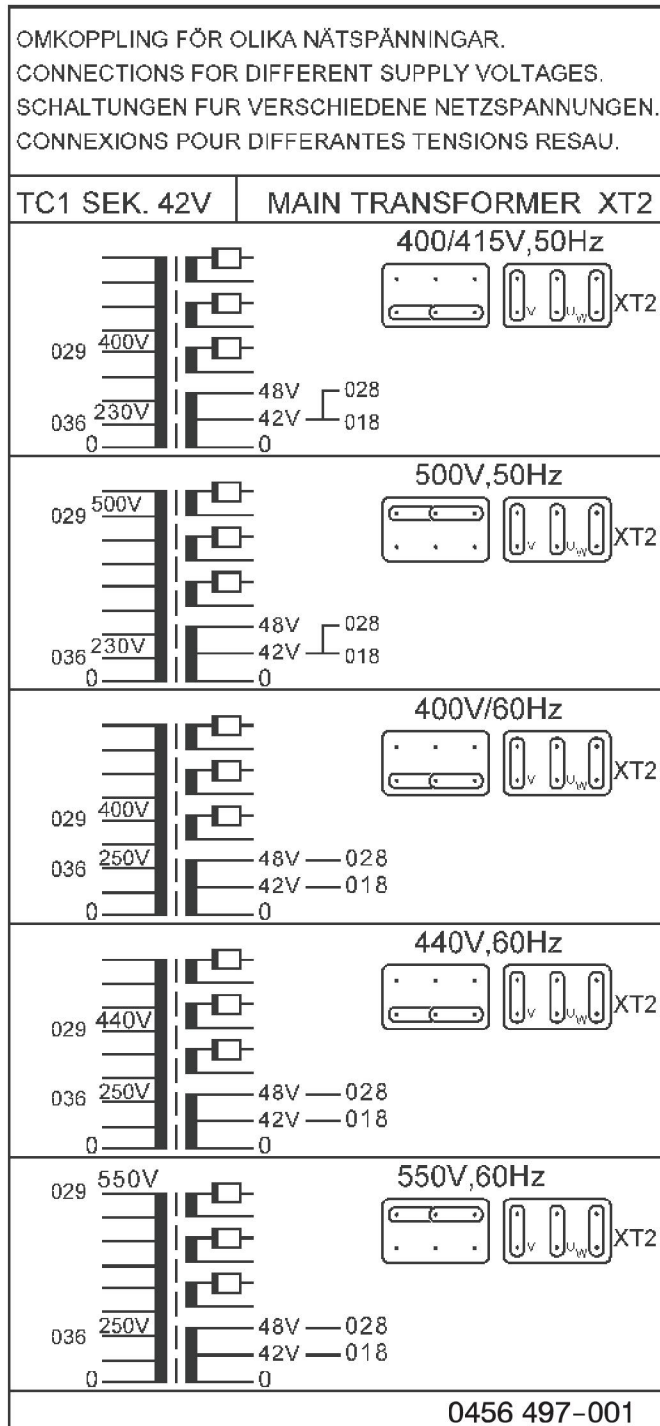 OMKOPPLING FÖR OLIKA NÄTSPÄNNINGAR.
CONNECTIONS FOR DIFFERENT SUPPLY VOLTAGES.
SCHALTUNGEN FUR VERSCHIEDENE NETZSPANNUNGEN.
CONNEXIONS POUR DIFFERANTES TENSIONS RESAU.
TC1 SEK. 42V MAIN TRANSFORMER XT2
400/415V,50Hz
V U W XT2
029 400V
48V 028
036 230V 42V 018
0 0
500V,50Hz
029 500V
V U W XT2
48V 028
036 230V 42V 018
0 0
400V/60Hz
V U W XT2
029 400V
036 250V 48V 028
42V 018
0 0
440V,60Hz
V U W XT2
029 440V
036 250V 48V 028
42V 018
0 0
550V,60Hz
029 550V
V U W XT2
036 250V 48V 028
42V 018
0 0
0456 497-001